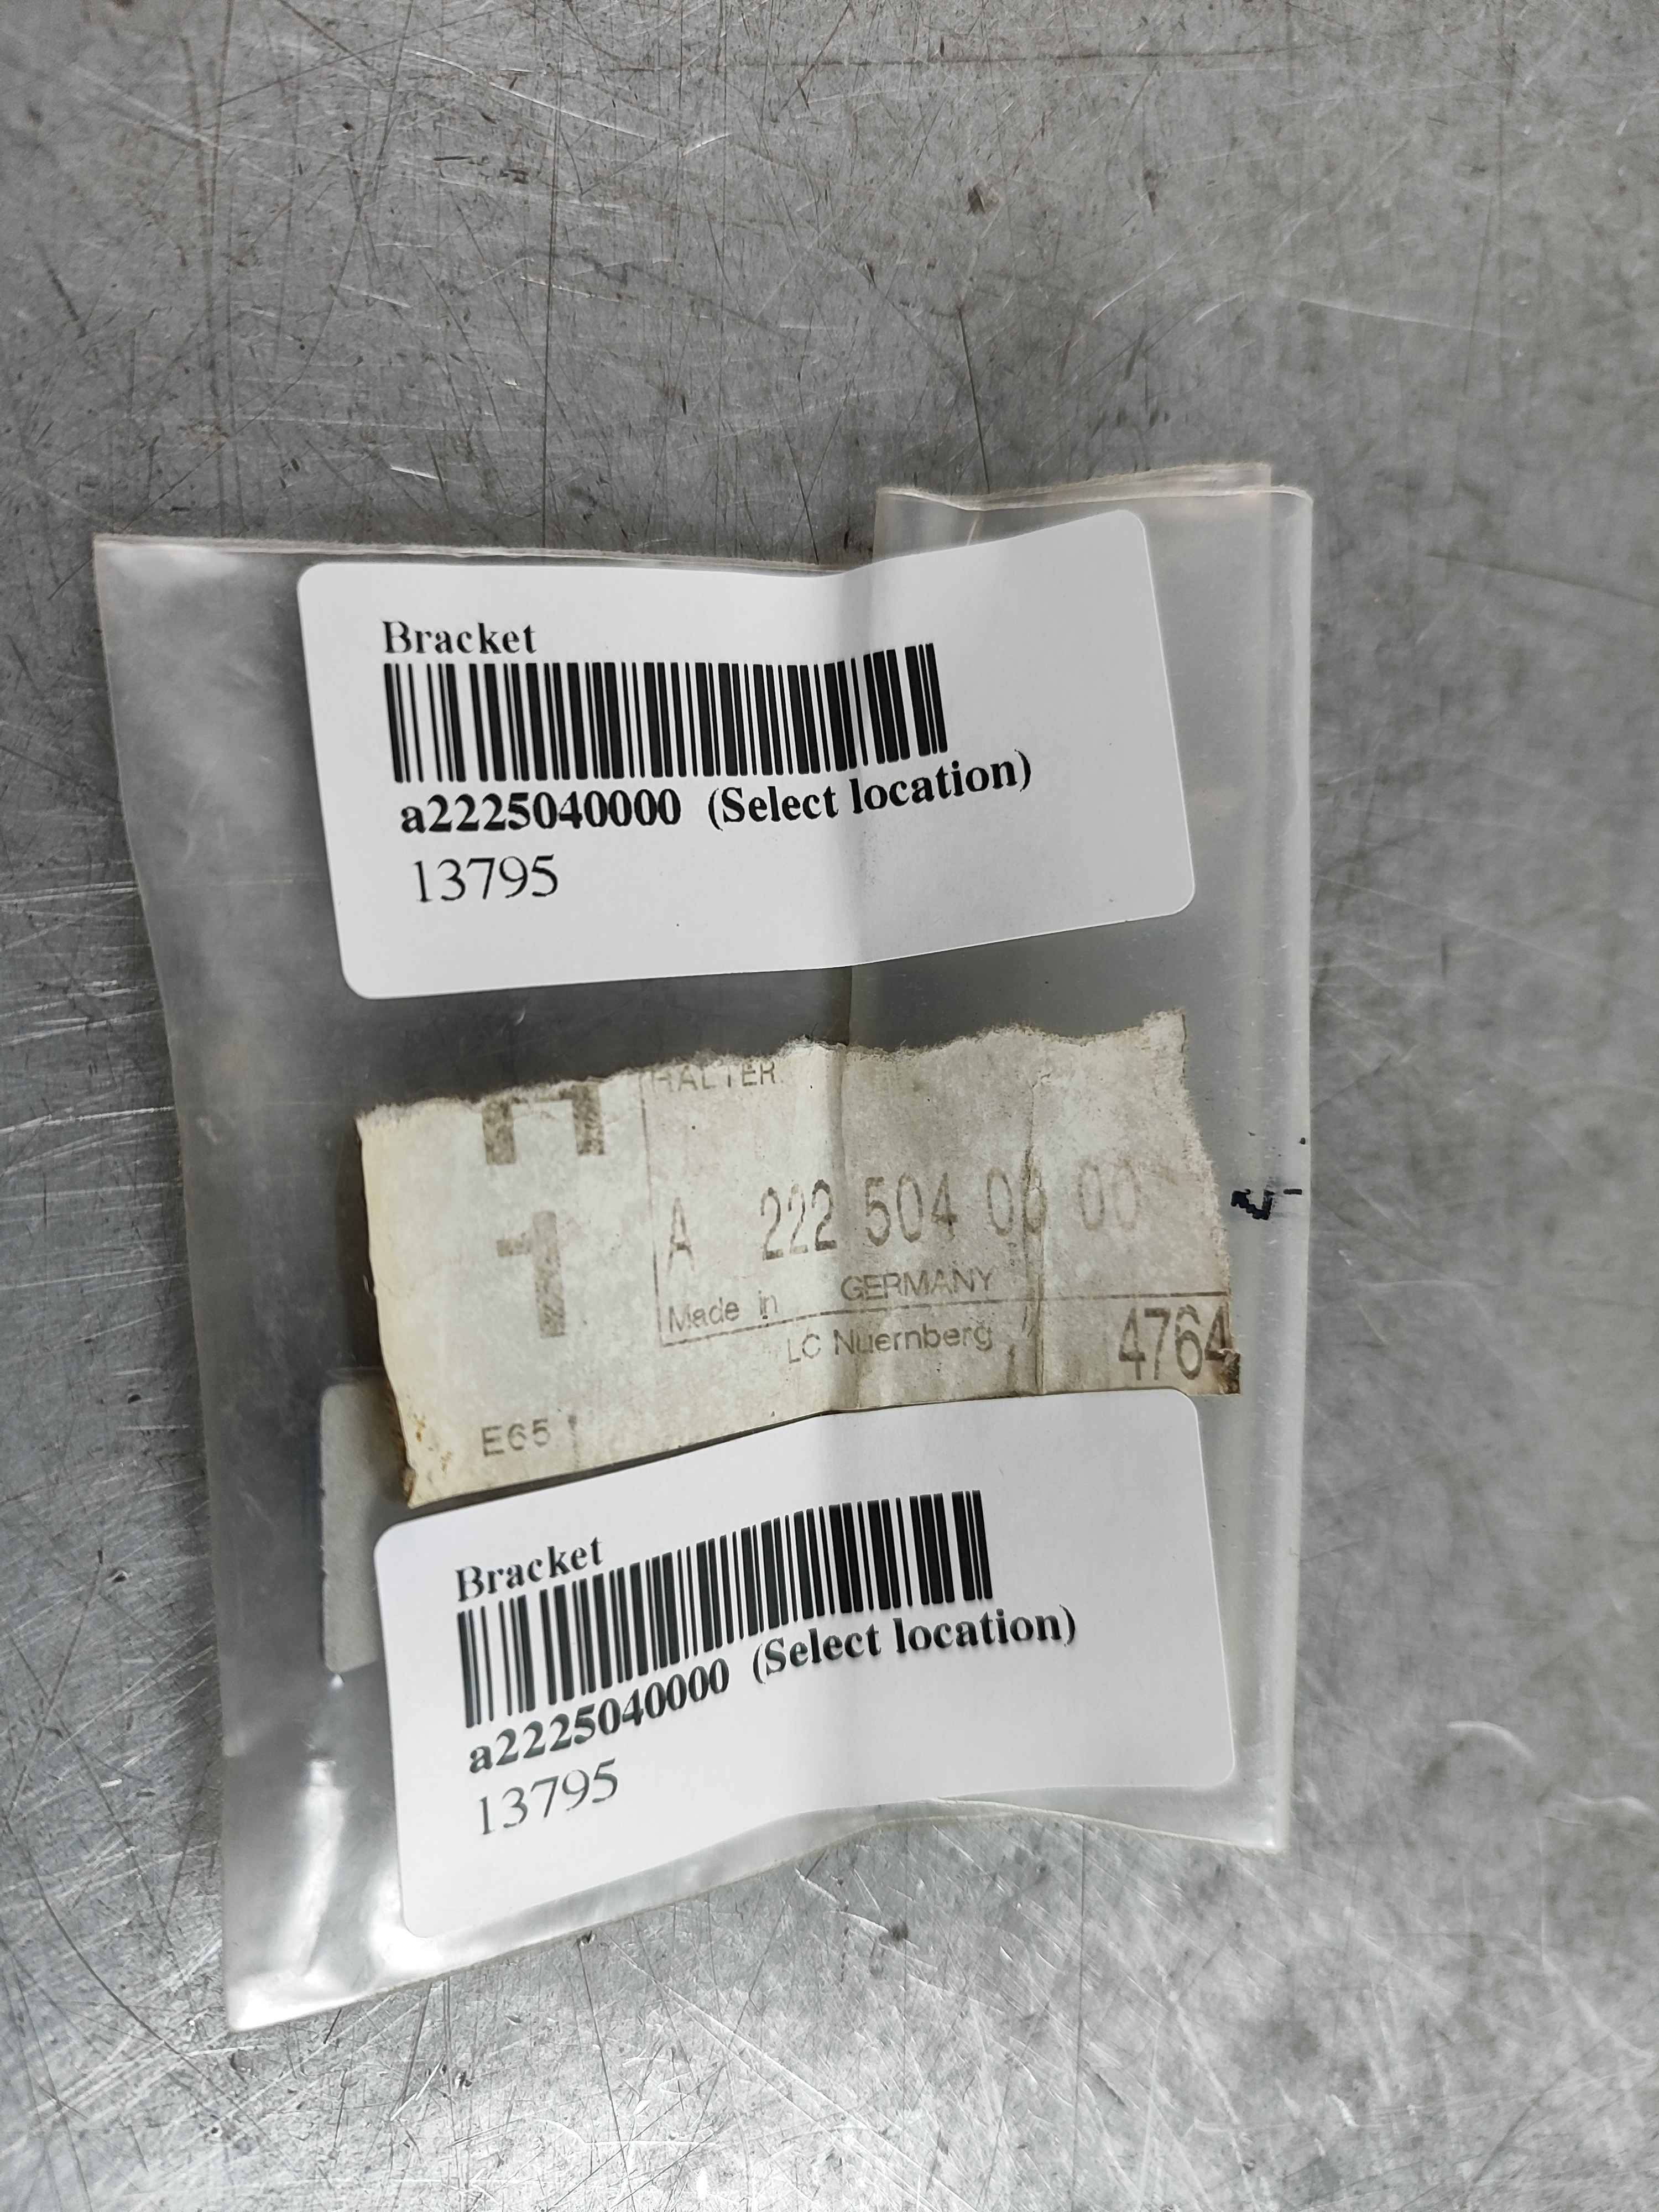 Bracket
a2225040000 (Select location)
13795
HALTER
1
A 222 504 00 00
Made in GERMANY
LC Nuernberg 4764
E65
Bracket
a2225040000 (Select location)
13795